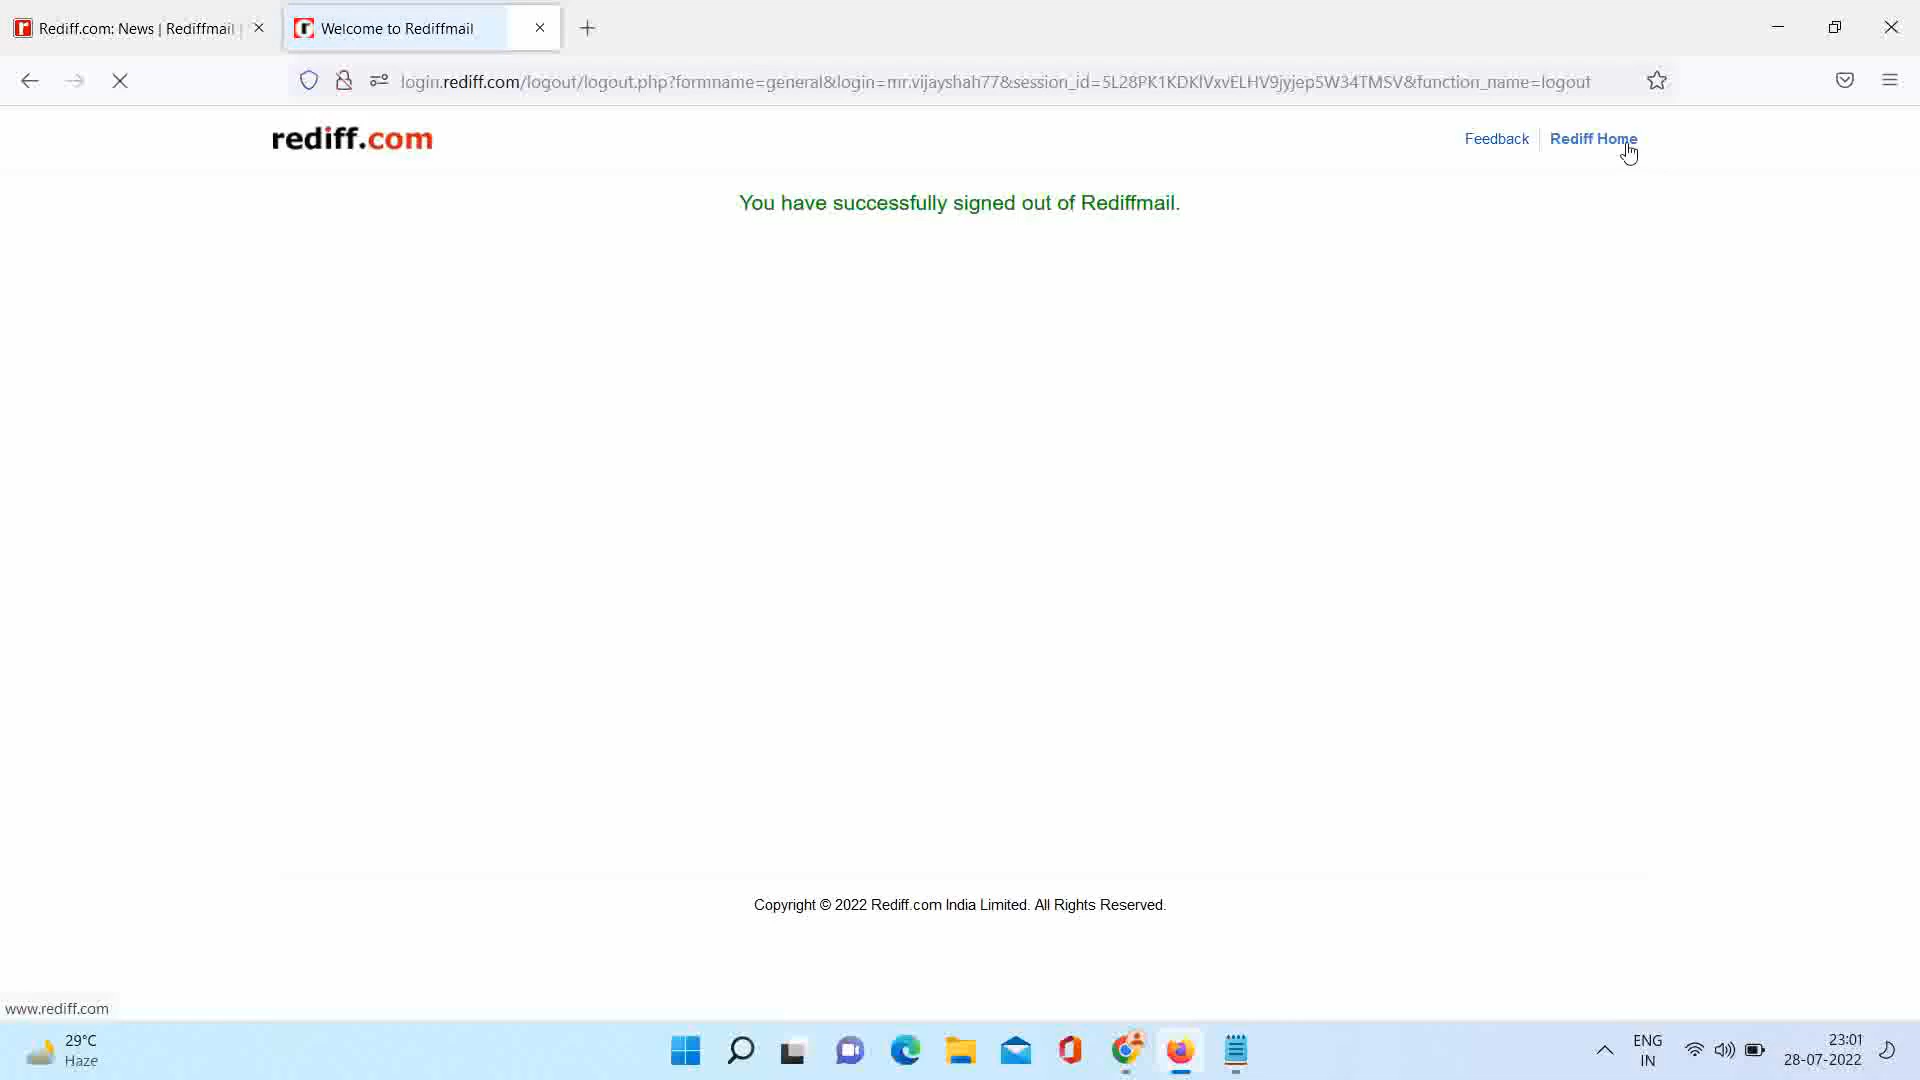 Rediff.com: News | Rediffmail |
Welcome to Rediffmail
login.rediff.com/logout/logout.php?formname=general&login=mr.vijayshah77&session_id=5L28PK1KDKlVxvELHV9jyjep5W34TMSV&function_name=logout
rediff.com
Feedback
Rediff Home
You have successfully signed out of Rediffmail.
Copyright © 2022 Rediff.com India Limited. All Rights Reserved.
www.rediff.com
29°C
Haze
ENG
IN
23:01
28-07-2022